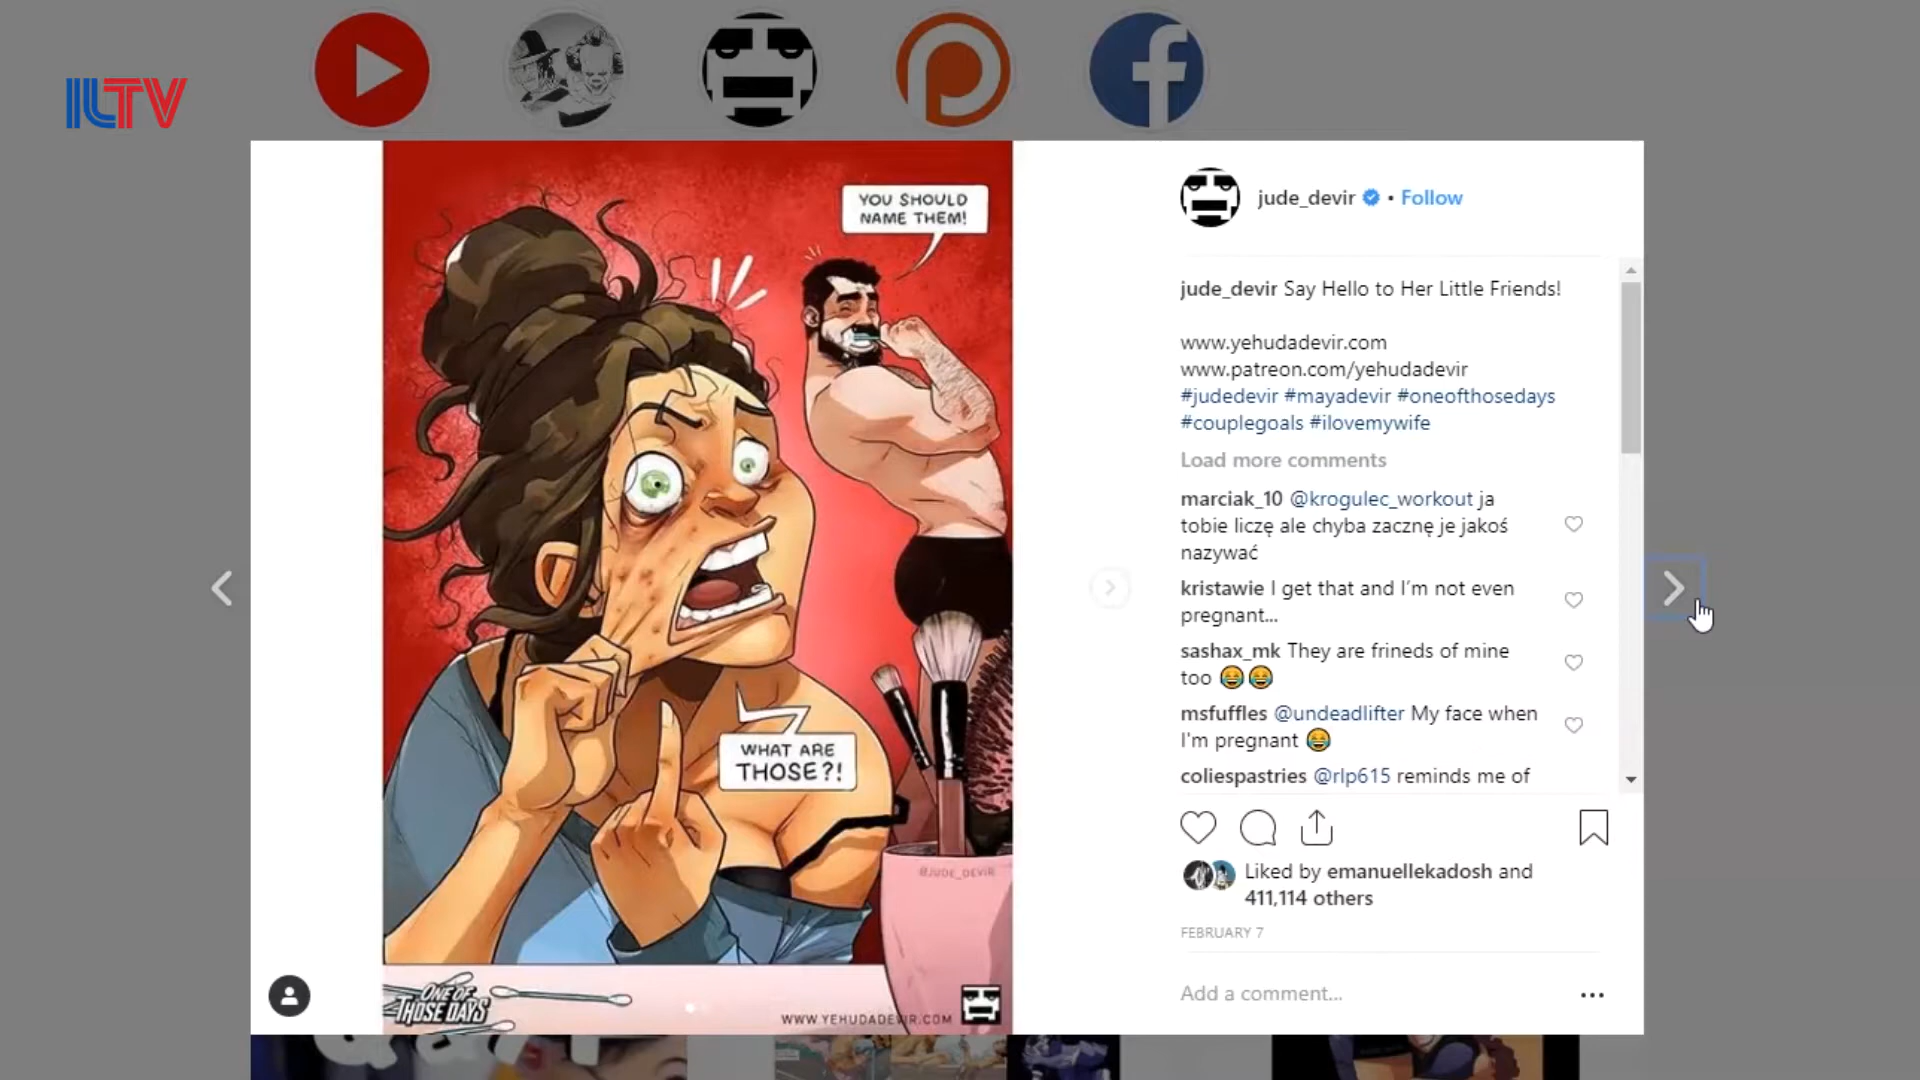 ILTV
YOU SHOULD
NAME THEM!
WHAT ARE
THOSE?!
@JUDE_DEVIR
ONE OF
THOSE DAYS
WWW.YEHUDADEVIR.COM
jude_devir • Follow
jude_devir Say Hello to Her Little Friends!
www.yehudadevir.com
www.patreon.com/yehudadevir
#judedevir #mayadevir #oneofthosedays
#couplegoals #ilovemywife
Load more comments
marciak_10 @krogulec_workout ja
tobie liczę ale chyba zacznę je jakoś
nazywać
kristawie I get that and I'm not even
pregnant...
sashax_mk They are frineds of mine
too 😂😂
msfuffles @undeadlifter My face when
I'm pregnant 😂
coliespastries @rlp615 reminds me of
Liked by emanuellekadosh and
411,114 others
FEBRUARY 7
Add a comment...